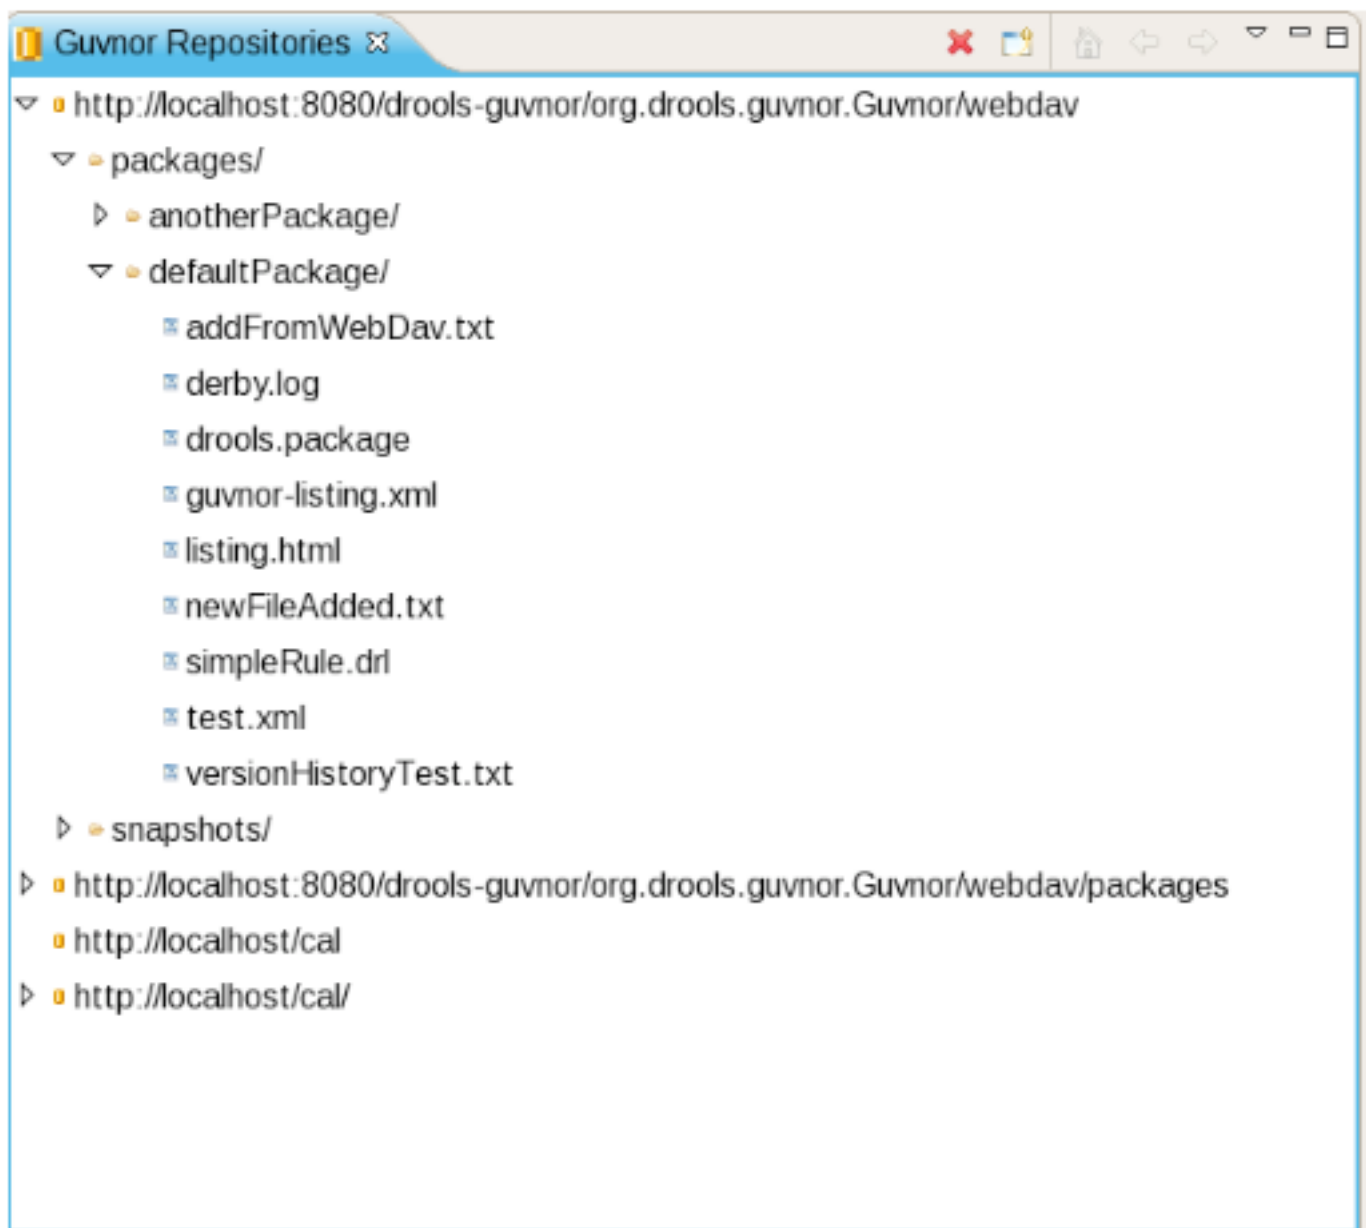 Guvnor Repositories
http://localhost:8080/drools-guvnor/org.drools.guvnor.Guvnor/webdav
packages/
anotherPackage/
defaultPackage/
addFromWebDav.txt
derby.log
drools.package
guvnor-listing.xml
listing.html
newFileAdded.txt
simpleRule.drl
test.xml
versionHistoryTest.txt
snapshots/
http://localhost:8080/drools-guvnor/org.drools.guvnor.Guvnor/webdav/packages
http://localhost/cal
http://localhost/cal/